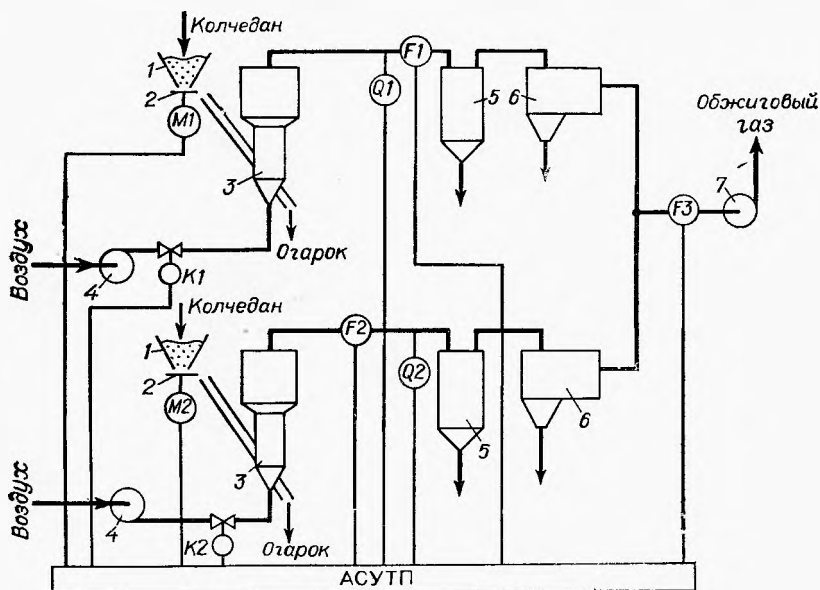 Колчедан
1
2
M1
3
F1
Q1
5
6
Обжиговый
газ
7
F3
Воздух
4
K1
Огарок
Колчедан
1
2
M2
3
F2
Q2
5
6
Воздух
4
K2
Огарок
АСУТП